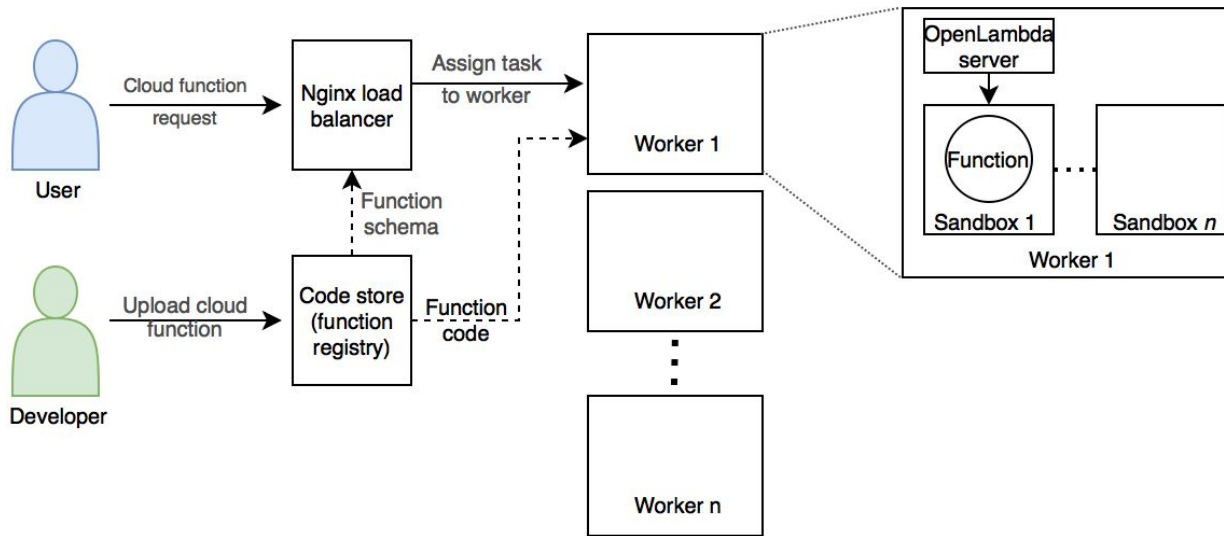 Cloud function
request
User
Nginx load
balancer
Assign task
to worker
Worker 1
OpenLambda
server
Function
Sandbox 1
Sandbox n
Worker 1
Function
schema
Upload cloud
function
Developer
Code store
(function
registry)
Function
code
Worker 2
Worker n